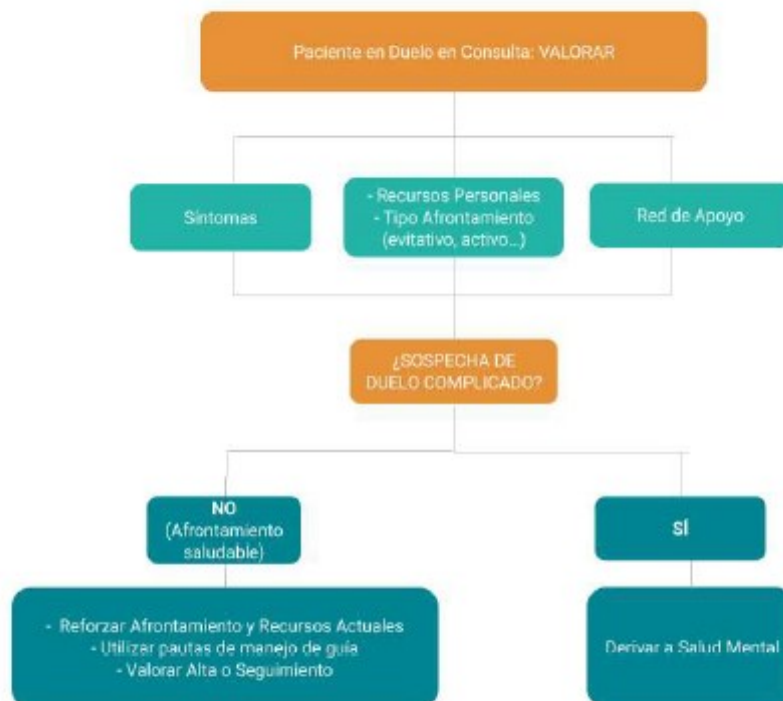 Paciente en Duelo en Consulta: VALORAR
Síntomas
- Recursos Personales
- Tipo Afrontamiento
(evitativo, activo...)
Red de Apoyo
¿SOSPECHA DE
DUELO COMPLICADO?
NO
(Afrontamiento
saludable)
SÍ
- Reforzar Afrontamiento y Recursos Actuales
- Utilizar pautas de manejo de guía
- Valorar Alta o Seguimiento
Derivar a Salud Mental